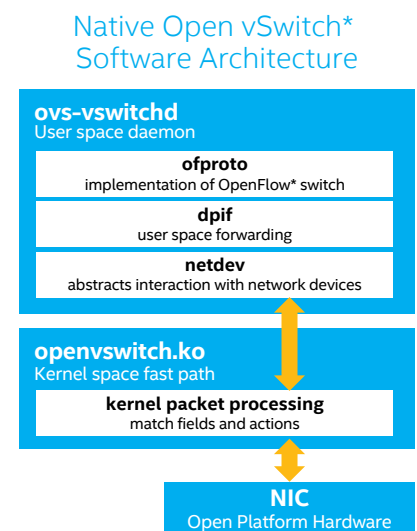 Native Open vSwitch*
Software Architecture
ovs-vswitchd
User space daemon
ofproto
implementation of OpenFlow* switch
dpif
user space forwarding
netdev
abstracts interaction with network devices
openvswitch.ko
Kernel space fast path
kernel packet processing
match fields and actions
NIC
Open Platform Hardware